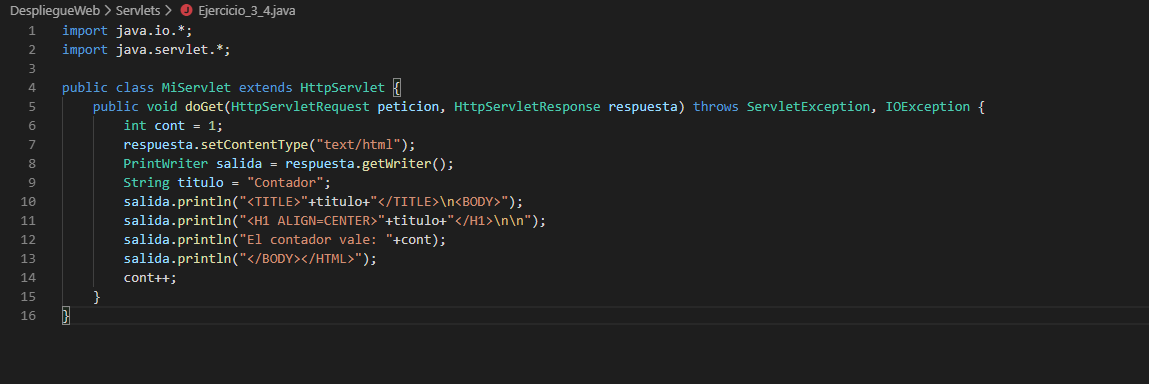 DespliegueWeb > Servlets > J Ejercicio_3_4.java
1 import java.io.*;
2 import java.servlet.*;
3
4 public class MiServlet extends HttpServlet {
5 public void doGet(HttpServletRequest peticion, HttpServletResponse respuesta) throws ServletException, IOException {
6 int cont = 1;
7 respuesta.setContentType("text/html");
8 PrintWriter salida = respuesta.getWriter();
9 String titulo = "Contador";
10 salida.println("<TITLE>"+titulo+"</TITLE>\n<BODY>");
11 salida.println("<H1 ALIGN=CENTER>"+titulo+"</H1>\n\n");
12 salida.println("El contador vale: "+cont);
13 salida.println("</BODY></HTML>");
14 cont++;
15 }
16 }